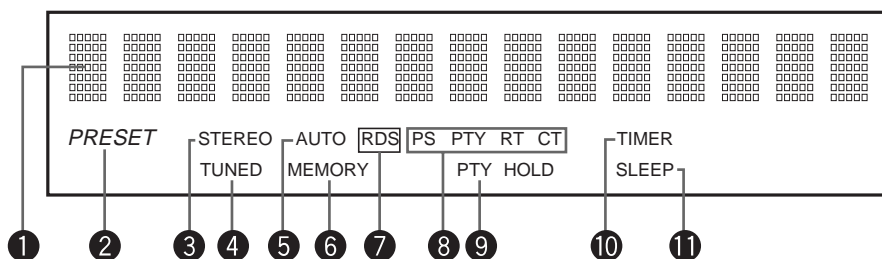 PRESET STEREO AUTO RDS PS PTY RT CT TIMER
TUNED MEMORY PTY HOLD SLEEP
1 2 3 4 5 6 7 8 9 10 11